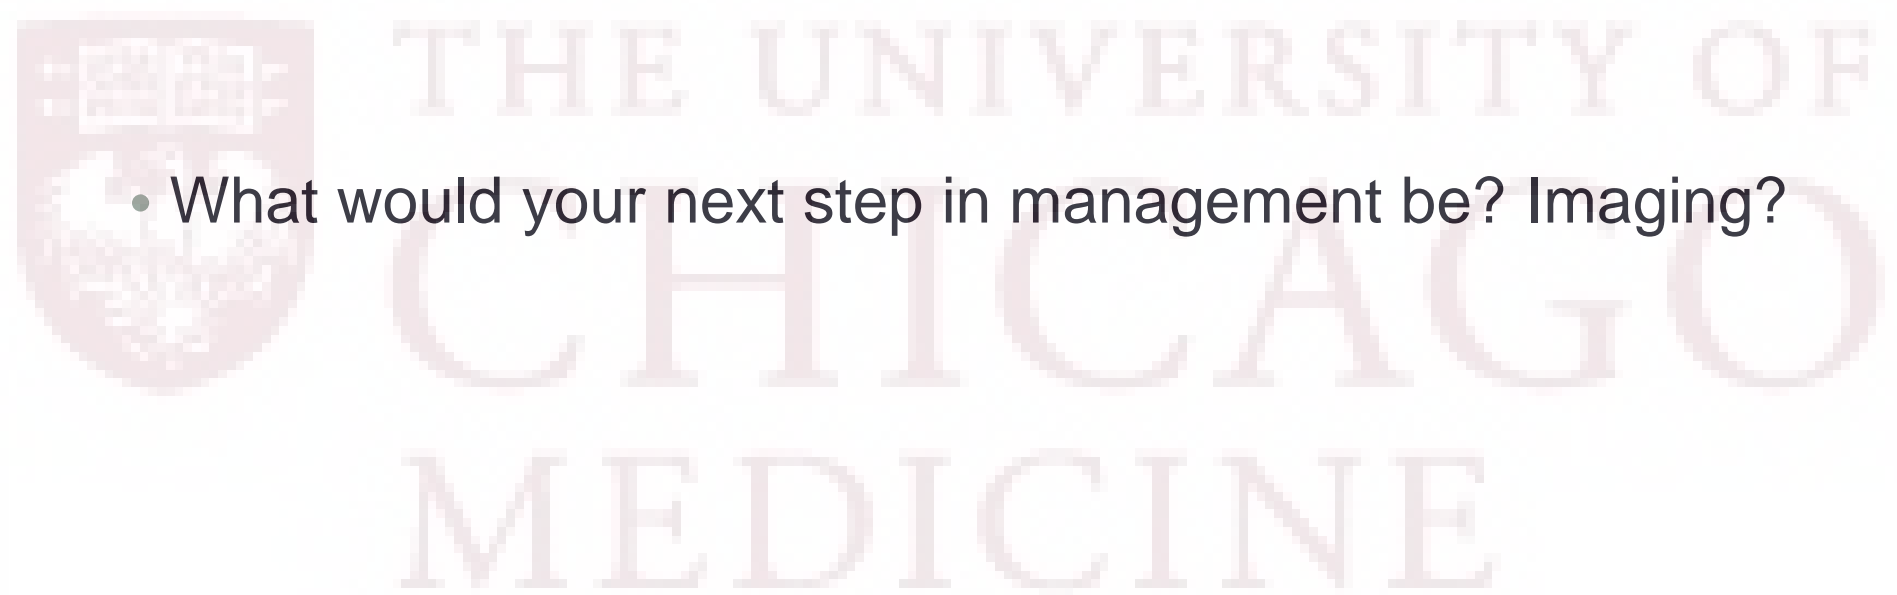 THE UNIVERSITY OF
• What would your next step in management be? Imaging?
CHICAGO
MEDICINE